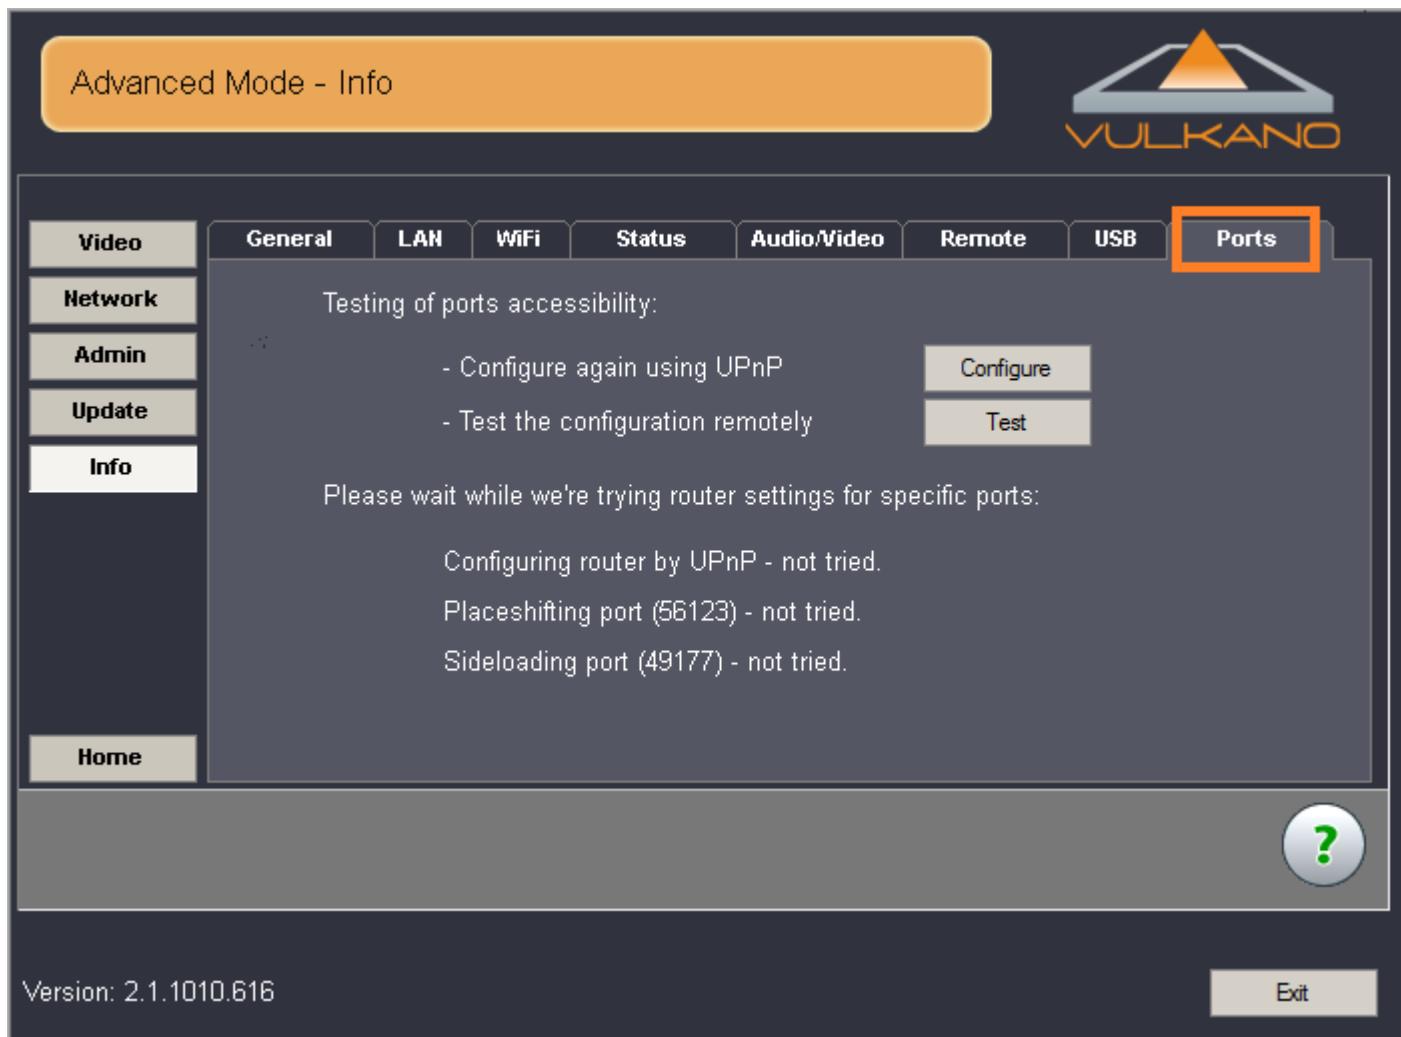 Advanced Mode - Info
VULKANO
Video
General LAN WiFi Status Audio/Video Remote USB Ports
Network
Testing of ports accessibility:
Admin
- Configure again using UPnP Configure
Update
- Test the configuration remotely Test
Info
Please wait while we're trying router settings for specific ports:
Configuring router by UPnP - not tried.
Placeshifting port (56123) - not tried.
Sideloading port (49177) - not tried.
Home
?
Version: 2.1.1010.616
Exit